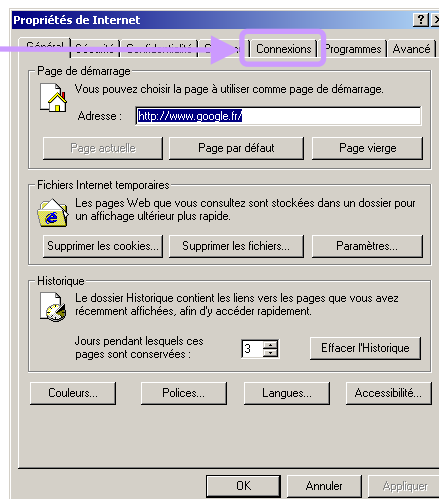 Propriétés de Internet
Général Sécurité Confidentialité Connexions Programmes Avancé
Page de démarrage
Vous pouvez choisir la page à utiliser comme page de démarrage.
Adresse : http://www.google.fr/
Page actuelle Page par défaut Page vierge
Fichiers Internet temporaires
Les pages Web que vous consultez sont stockées dans un dossier pour
un affichage ultérieur plus rapide.
Supprimer les cookies... Supprimer les fichiers... Paramètres...
Historique
Le dossier Historique contient les liens vers les pages que vous avez
récemment affichées, afin d'y accéder rapidement.
Jours pendant lesquels ces
pages sont conservées : 3 Effacer l'Historique
Couleurs... Polices... Langues... Accessibilité...
OK Annuler Appliquer